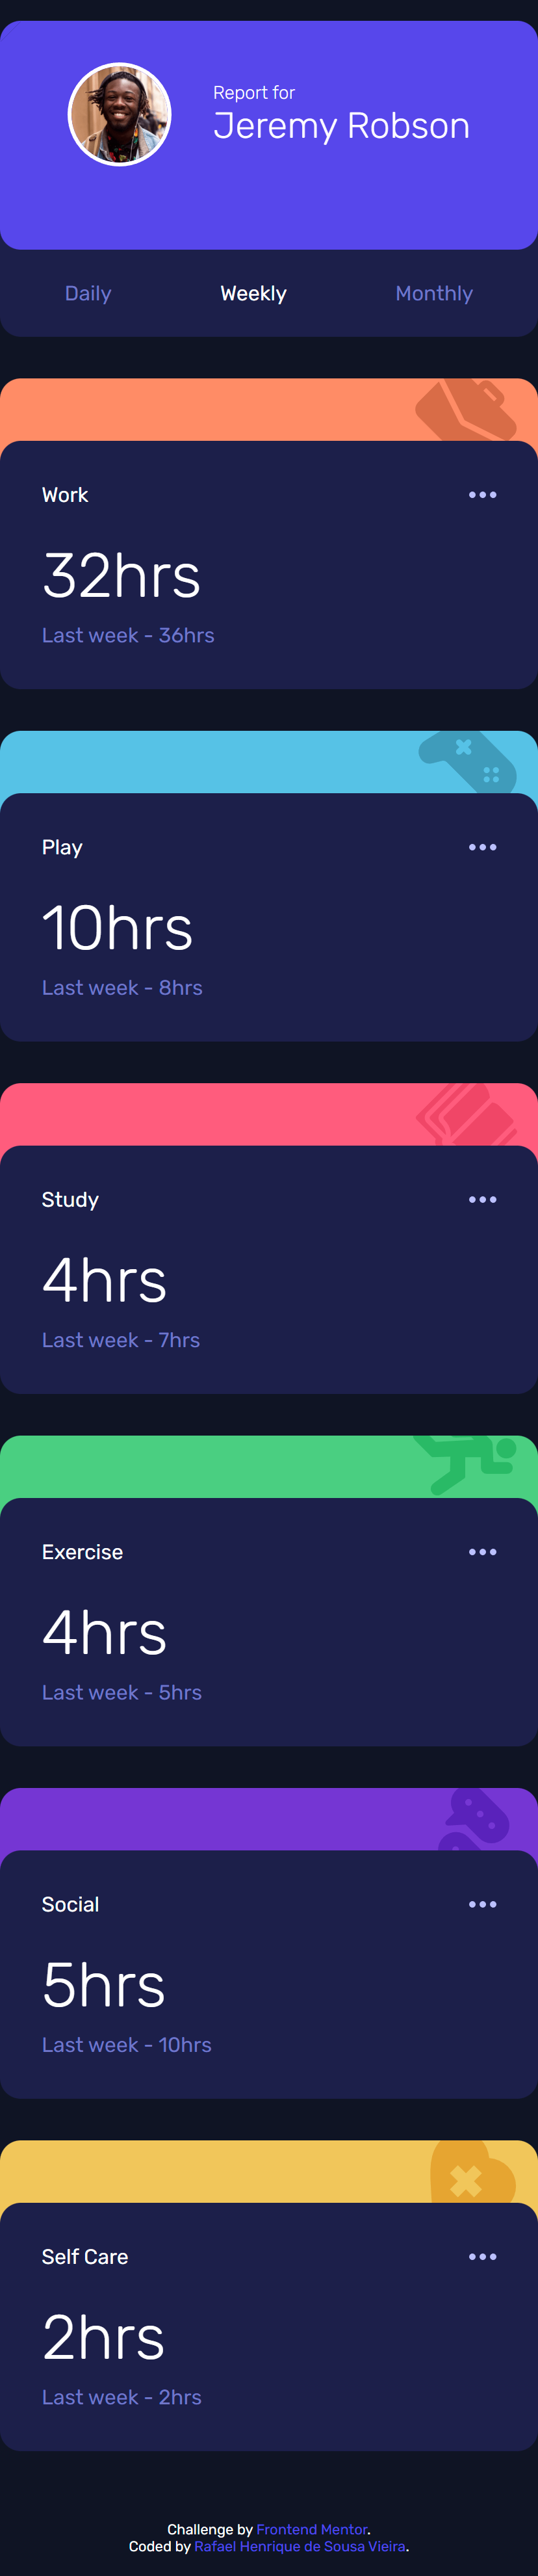 Report for
Jeremy Robson
Daily Weekly Monthly
Work
32hrs
Last week - 36hrs
Play
10hrs
Last week - 8hrs
Study
4hrs
Last week - 7hrs
Exercise
4hrs
Last week - 5hrs
Social
5hrs
Last week - 10hrs
Self Care
2hrs
Last week - 2hrs
Challenge by Frontend Mentor.
Coded by Rafael Henrique de Sousa Vieira.